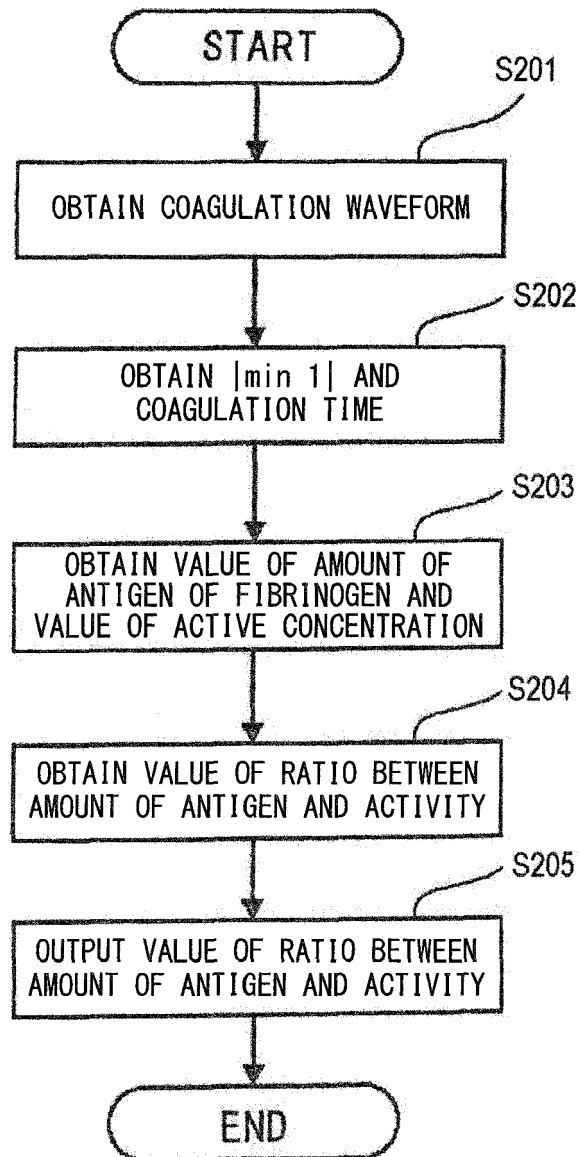 START
S201
OBTAIN COAGULATION WAVEFORM
S202
OBTAIN |min 1| AND
COAGULATION TIME
S203
OBTAIN VALUE OF AMOUNT OF
ANTIGEN OF FIBRINOGEN AND
VALUE OF ACTIVE CONCENTRATION
S204
OBTAIN VALUE OF RATIO BETWEEN
AMOUNT OF ANTIGEN AND ACTIVITY
S205
OUTPUT VALUE OF RATIO BETWEEN
AMOUNT OF ANTIGEN AND ACTIVITY
END